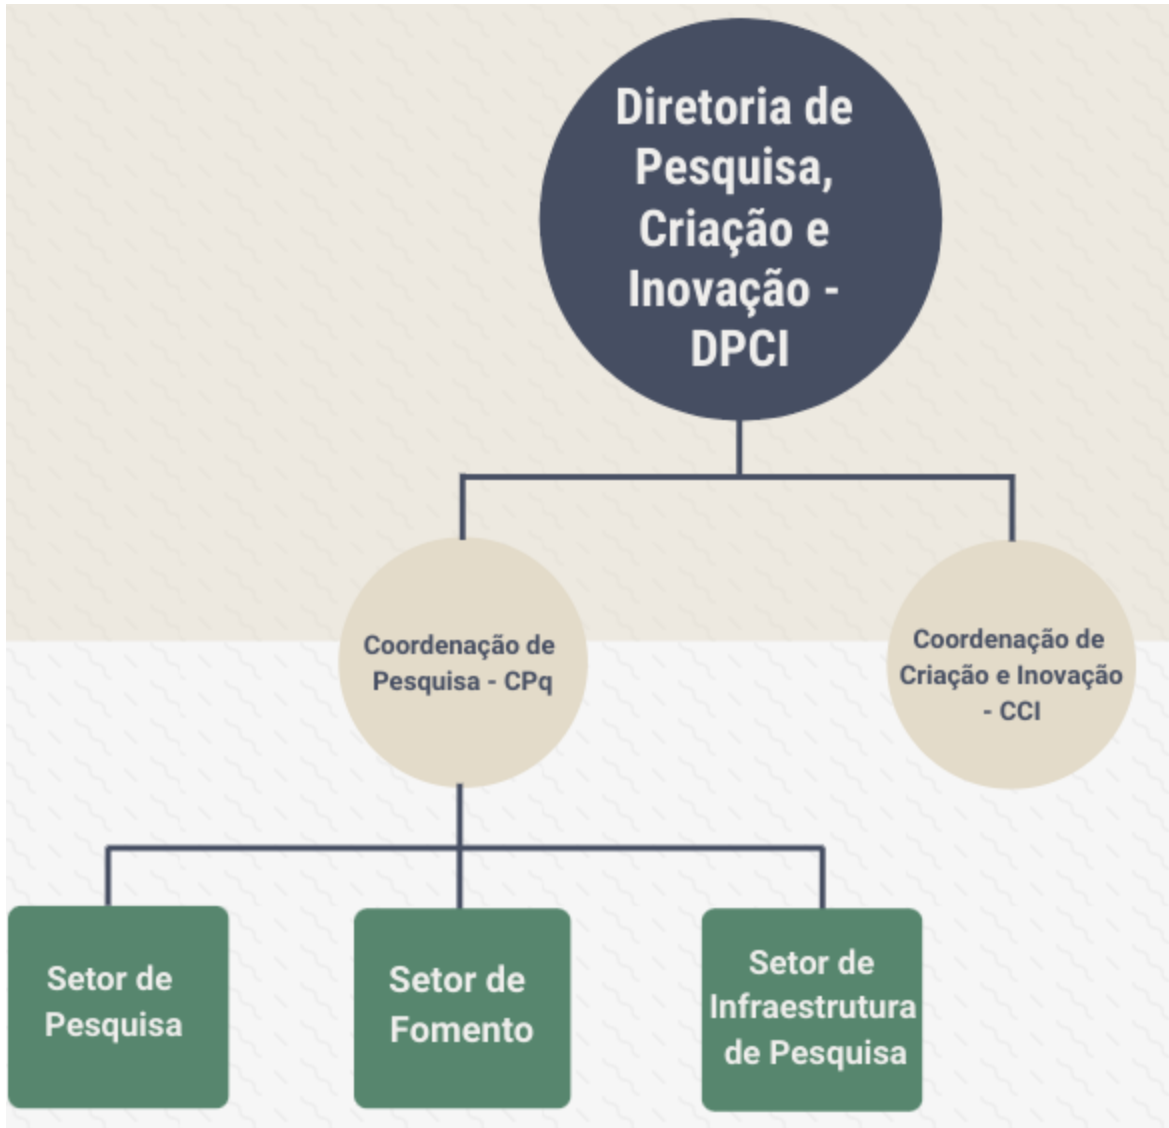 Diretoria de
Pesquisa,
Criação e
Inovação -
DPCI
Coordenação de
Pesquisa - CPq
Coordenação de
Criação e Inovação
- CCI
Setor de
Pesquisa
Setor de
Fomento
Setor de
Infraestrutura
de Pesquisa